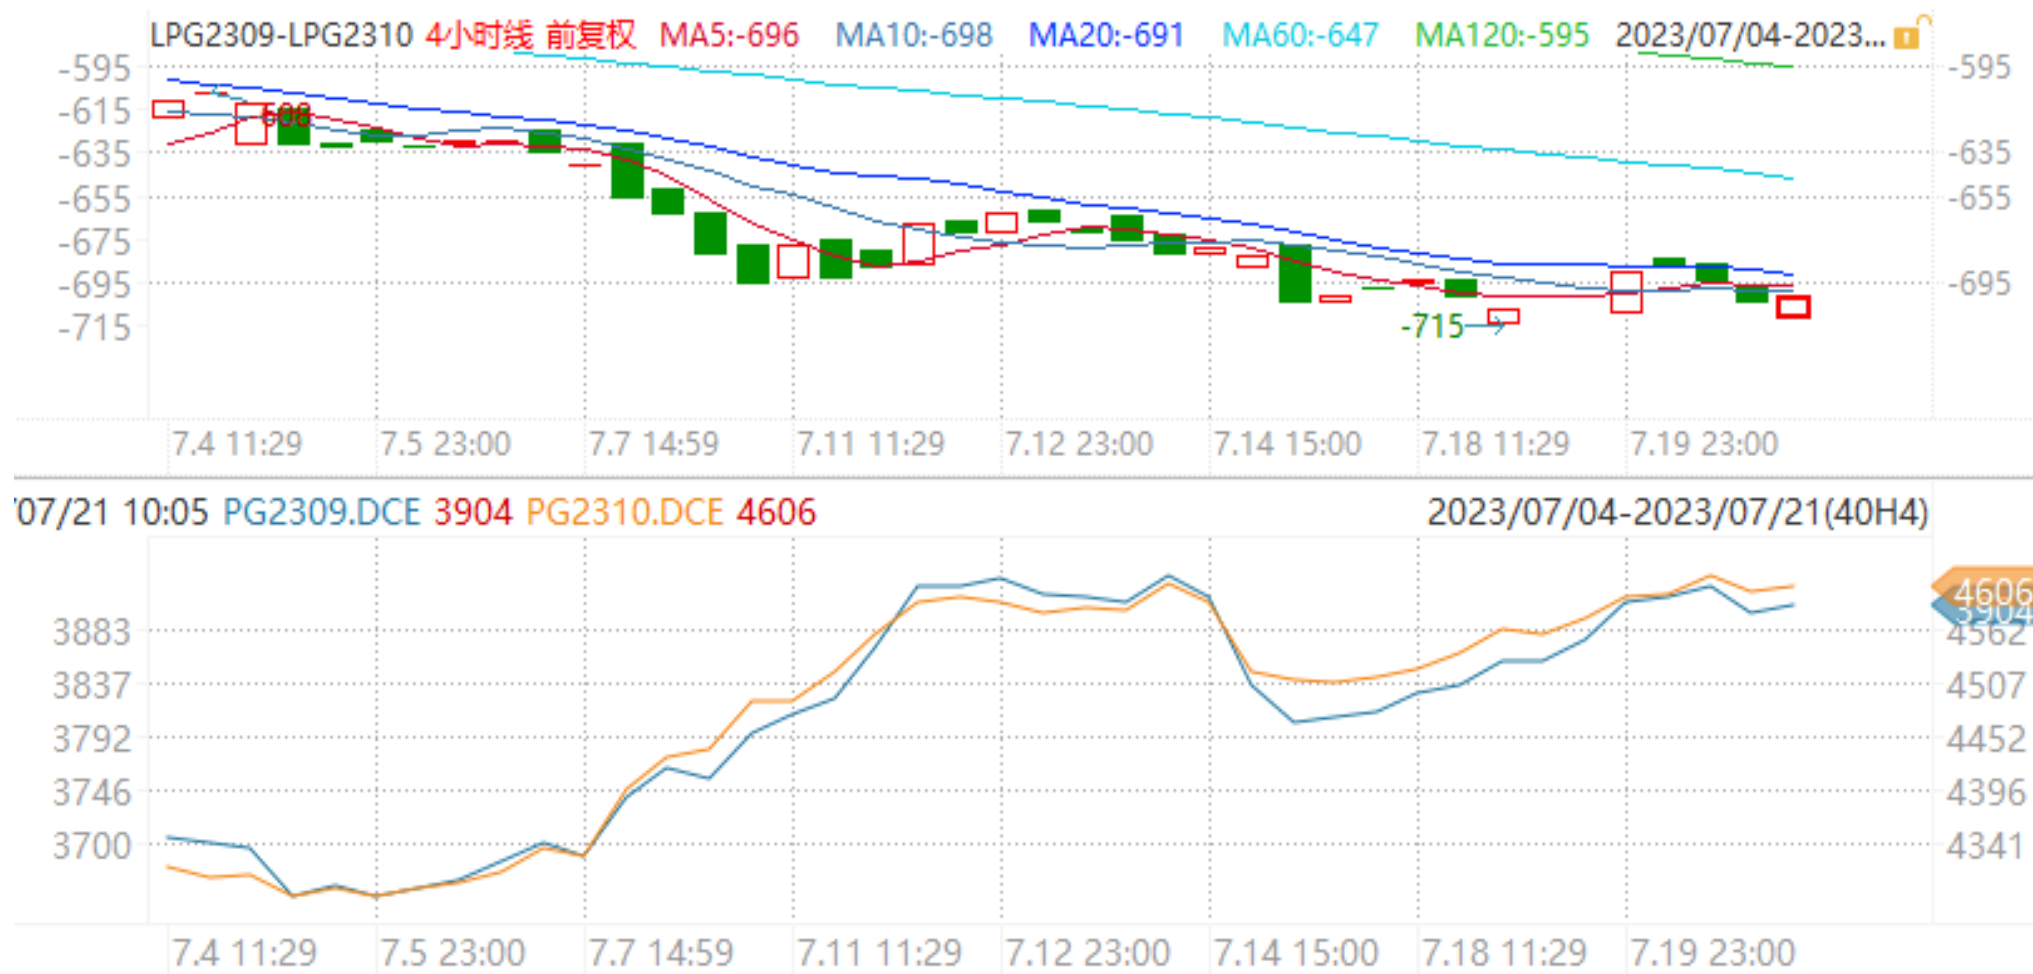 LPG2309-LPG2310 4小时线 前复权 MA5:-696 MA10:-698 MA20:-691 MA60:-647 MA120:-595 2023/07/04-2023...
-595 -595
-615 608 -615
-635 -635
-655 -655
-675 -675
-695 -695
-715 -715
7.4 11:29 7.5 23:00 7.7 14:59 7.11 11:29 7.12 23:00 7.14 15:00 7.18 11:29 7.19 23:00
/07/21 10:05 PG2309.DCE 3904 PG2310.DCE 4606 2023/07/04-2023/07/21(40H4)
4606
3904
3883 4562
3837 4507
3792 4452
3746 4396
3700 4341
7.4 11:29 7.5 23:00 7.7 14:59 7.11 11:29 7.12 23:00 7.14 15:00 7.18 11:29 7.19 23:00